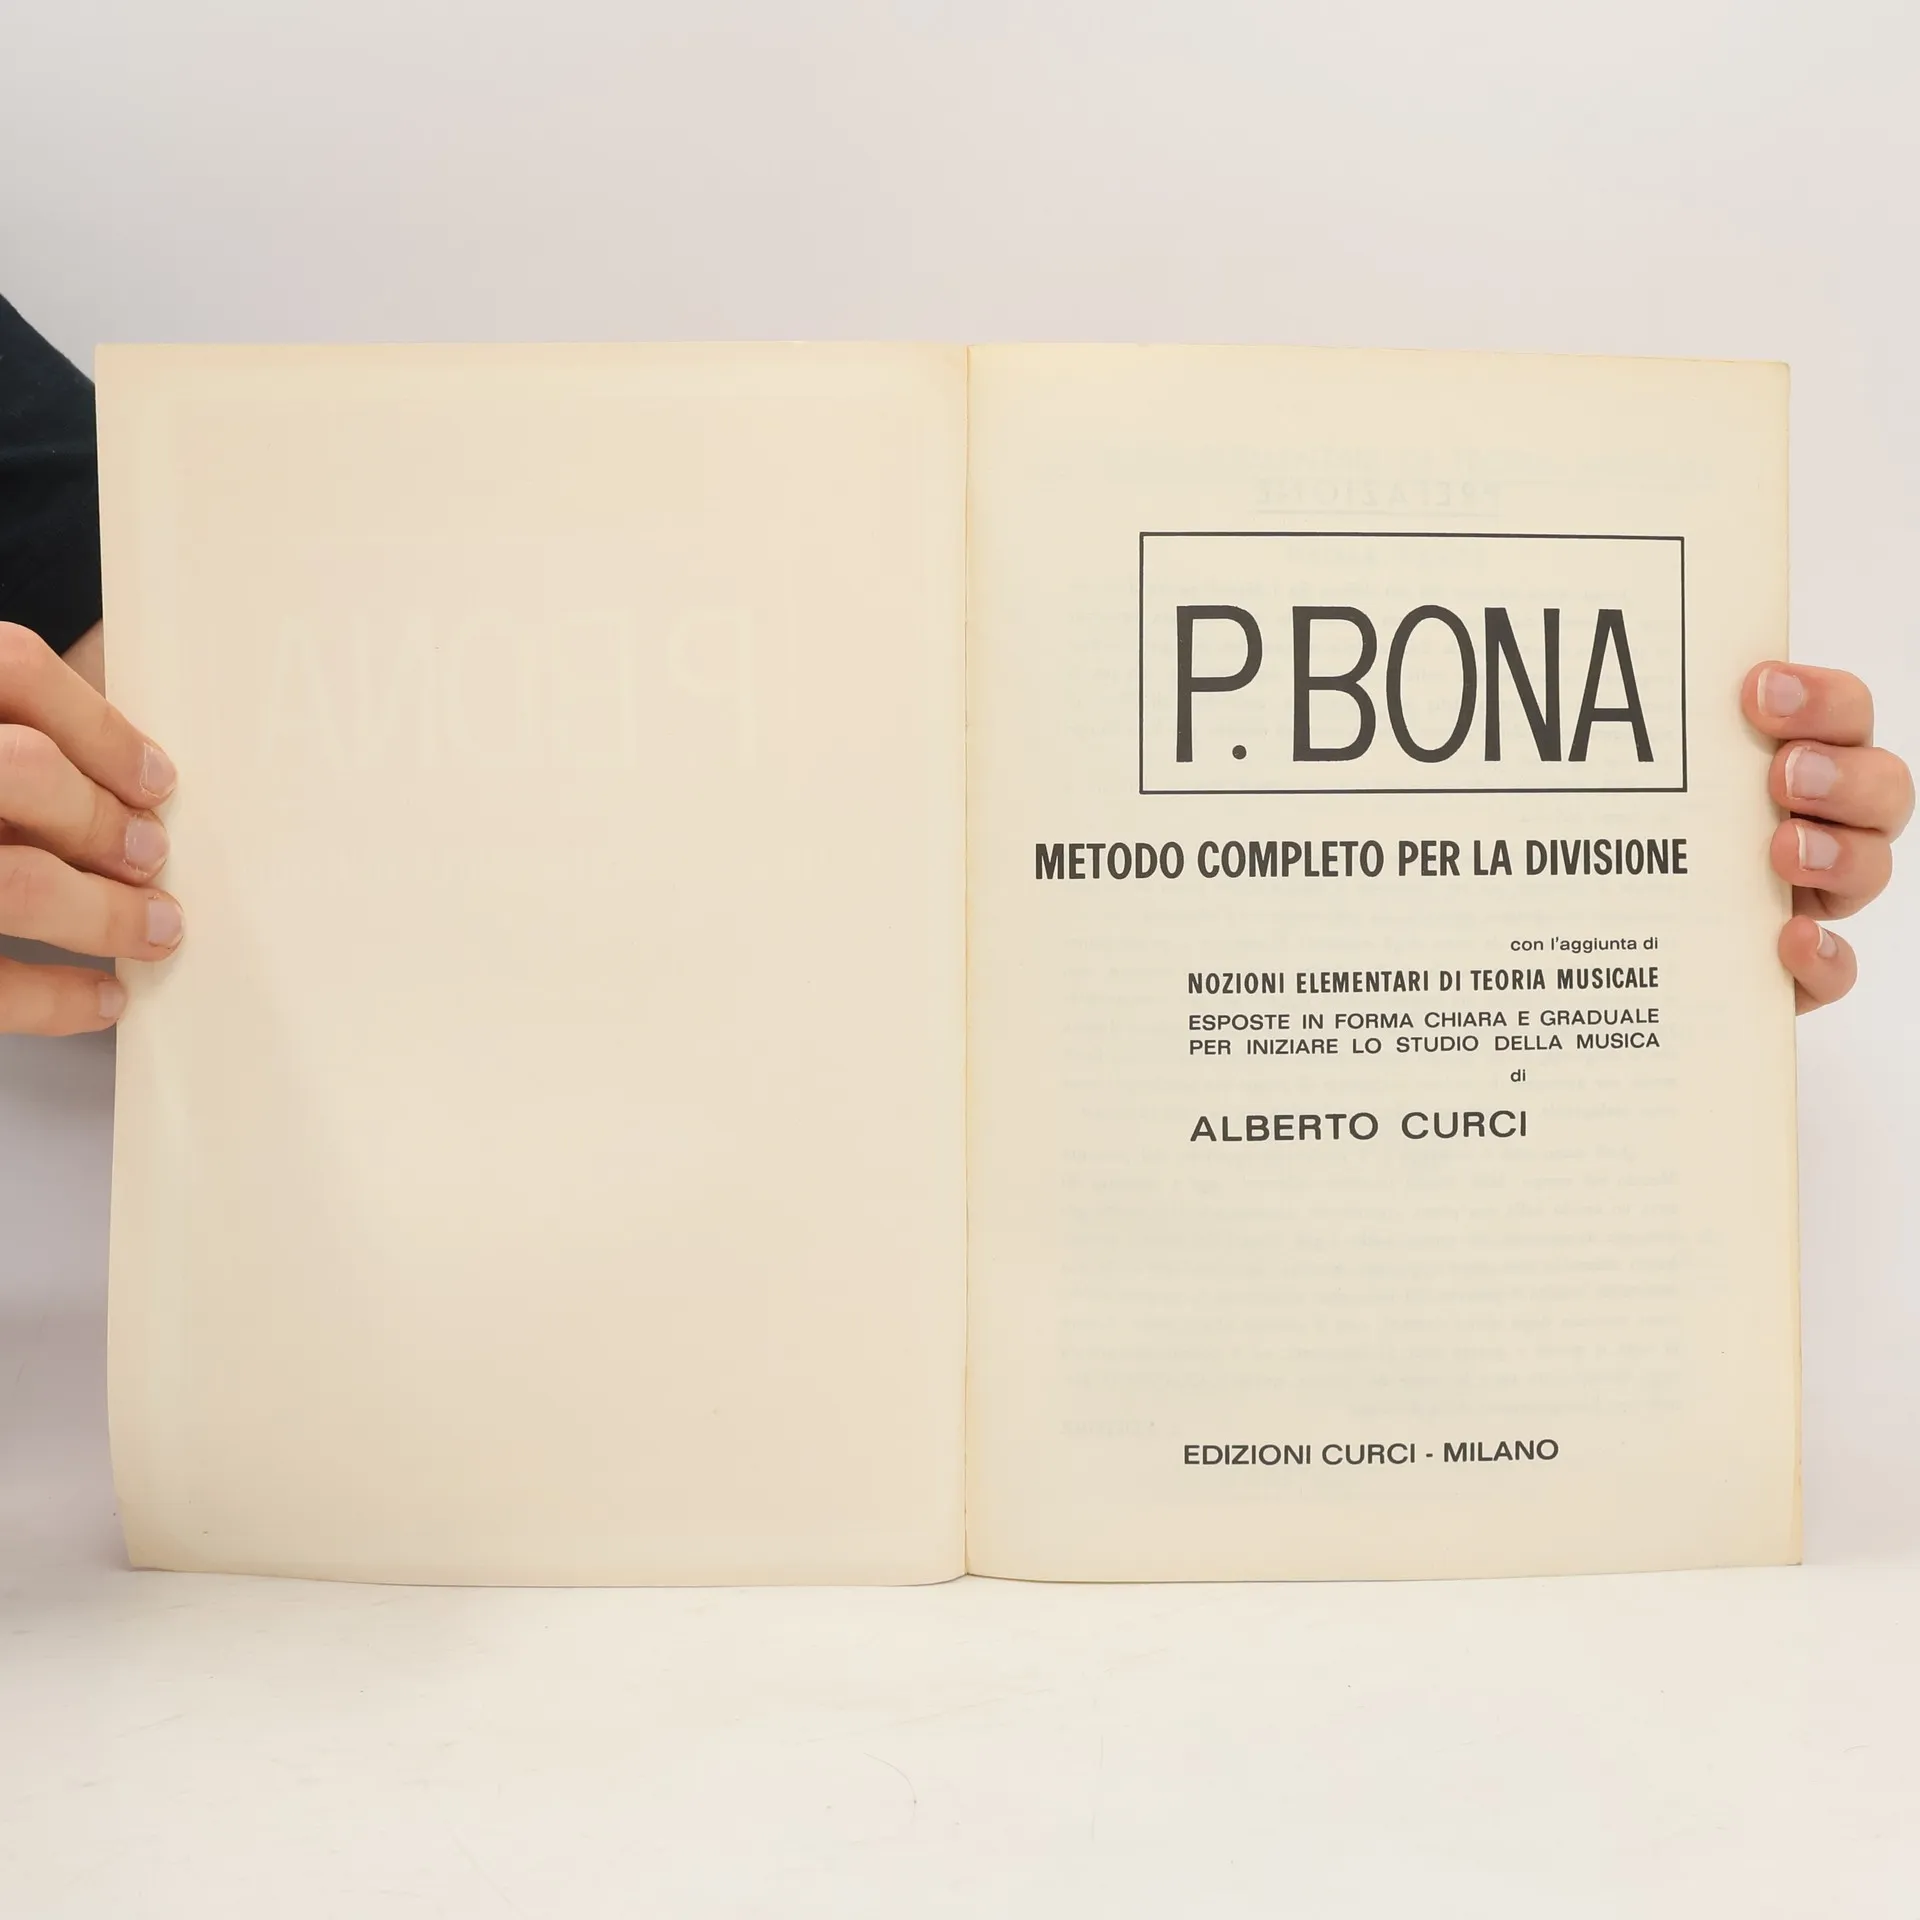 P. BONA
METODO COMPLETO PER LA DIVISIONE
con l'aggiunta di
NOZIONI ELEMENTARI DI TEORIA MUSICALE
ESPOSTE IN FORMA CHIARA E GRADUALE
PER INIZIARE LO STUDIO DELLA MUSICA
di
ALBERTO CURCI
EDIZIONI CURCI - MILANO